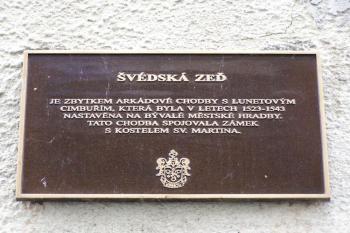 ŠVÉDSKÁ ZEĎ
JE ZBYTKEM ARKÁDOVÉ CHODBY S LUNETOVÝM
CIMBUŘÍM, KTERÁ BYLA V LETECH 1523-1543
NASTAVĚNA NA BÝVALÉ MĚSTSKÉ HRADBY.
TATO CHODBA SPOJOVALA ZÁMEK
S KOSTELEM SV. MARTINA.